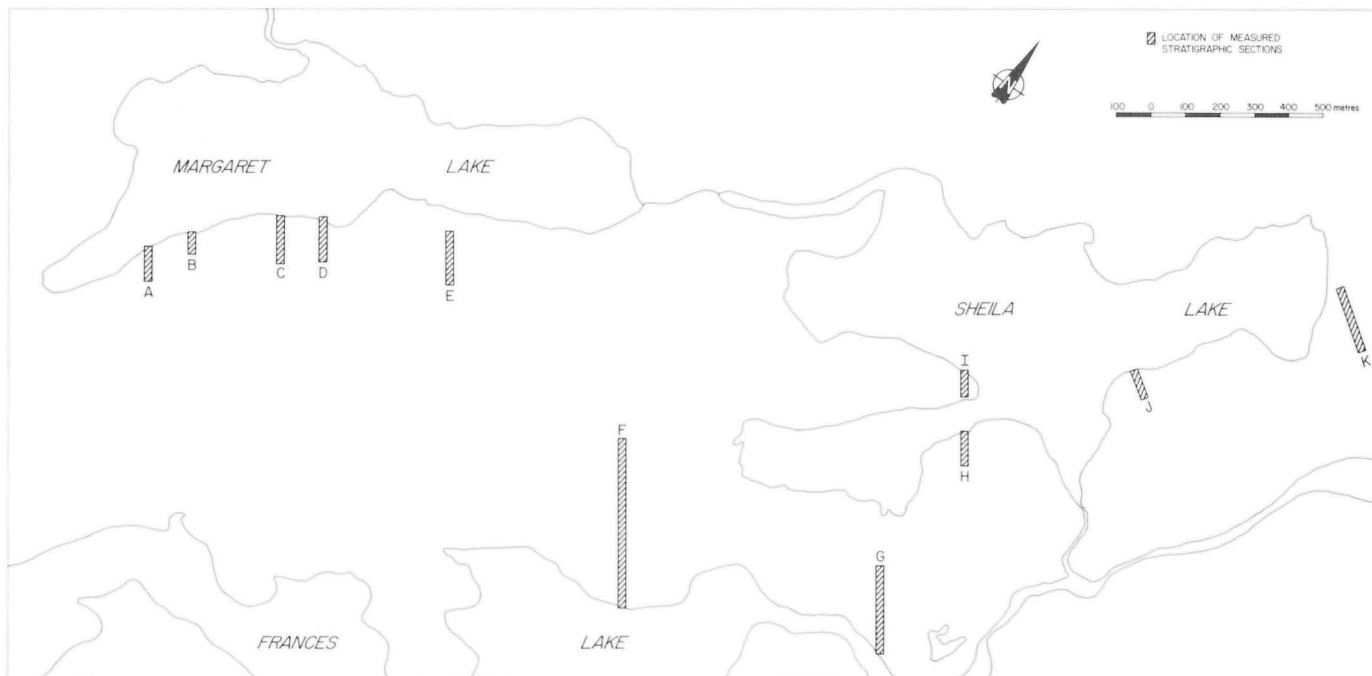 LOCATION OF MEASURED
STRATIGRAPHIC SECTIONS
N
100 0 100 200 300 400 500 metres
MARGARET LAKE
A
B
C
D
E
SHEILA LAKE
I
K
J
F
H
G
FRANCES LAKE